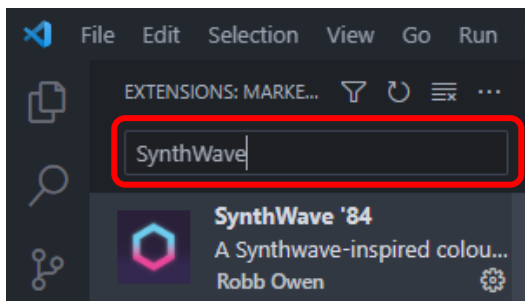 File Edit Selection View Go Run
EXTENSIONS: MARKE...
SynthWave
SynthWave '84
A Synthwave-inspired colou...
Robb Owen